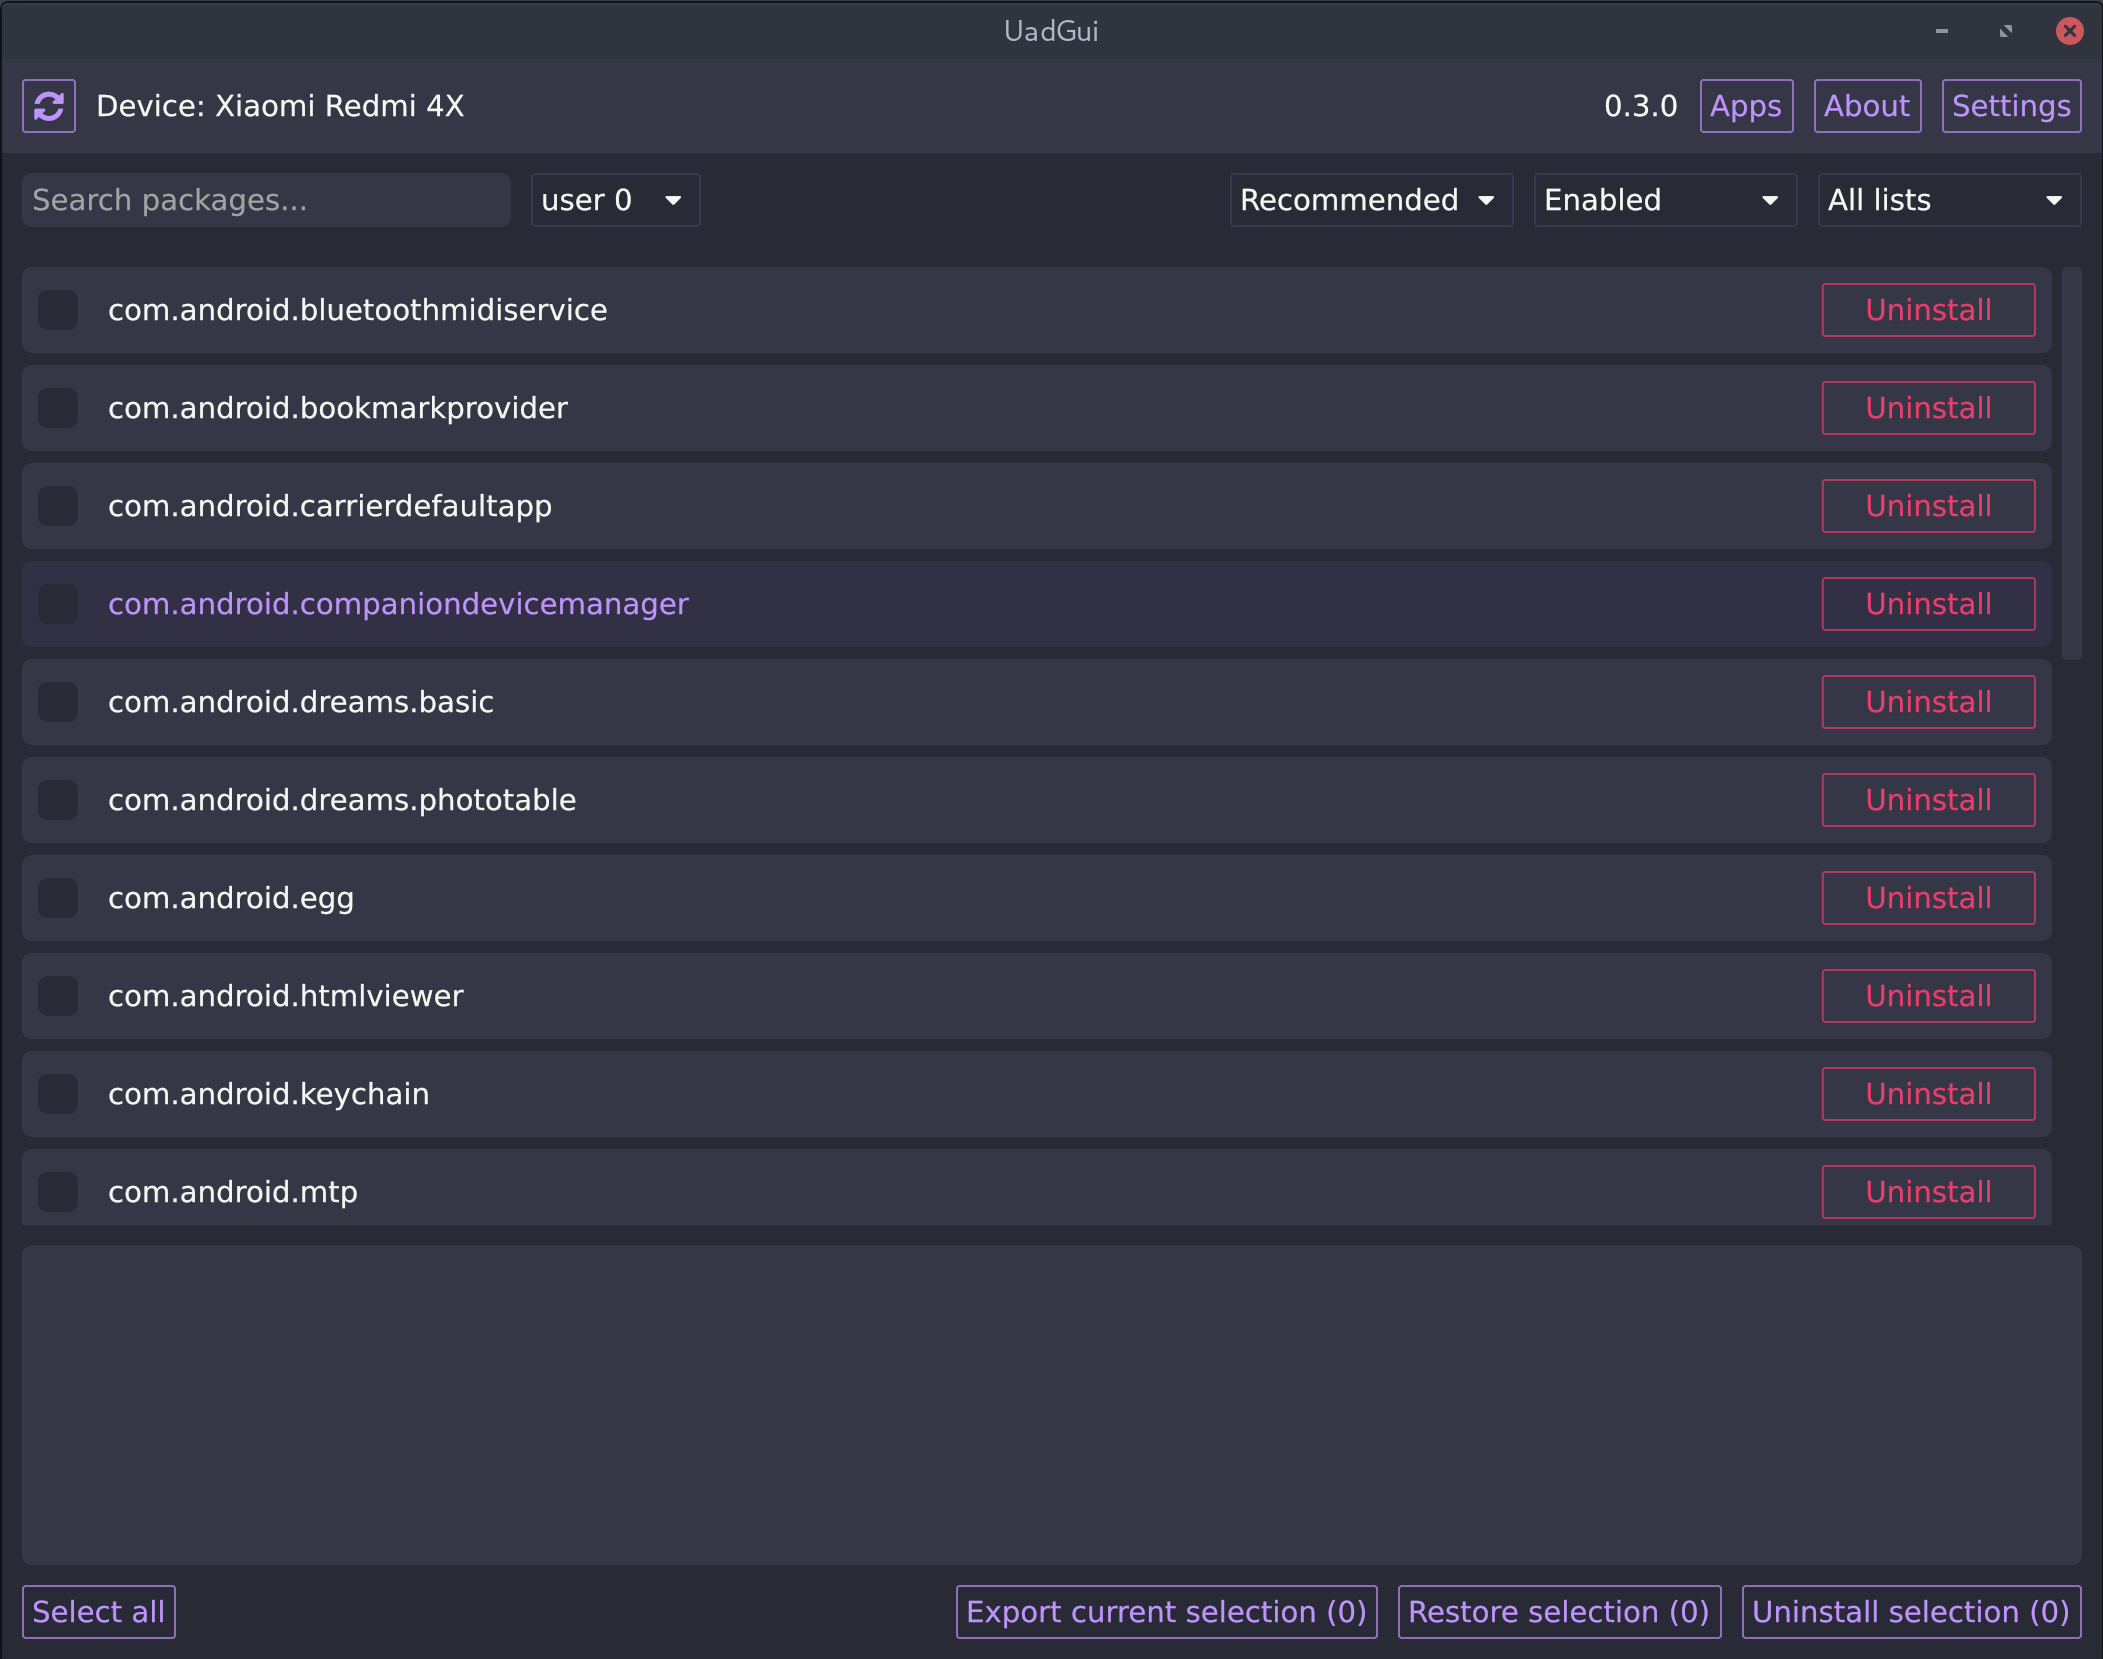 UadGui
Device: Xiaomi Redmi 4X 0.3.0 Apps About Settings
Search packages... user 0 Recommended Enabled All lists
com.android.bluetoothmidiservice Uninstall
com.android.bookmarkprovider Uninstall
com.android.carrierdefaultapp Uninstall
com.android.companiondevicemanager Uninstall
com.android.dreams.basic Uninstall
com.android.dreams.phototable Uninstall
com.android.egg Uninstall
com.android.htmlviewer Uninstall
com.android.keychain Uninstall
com.android.mtp Uninstall
Select all Export current selection (0) Restore selection (0) Uninstall selection (0)